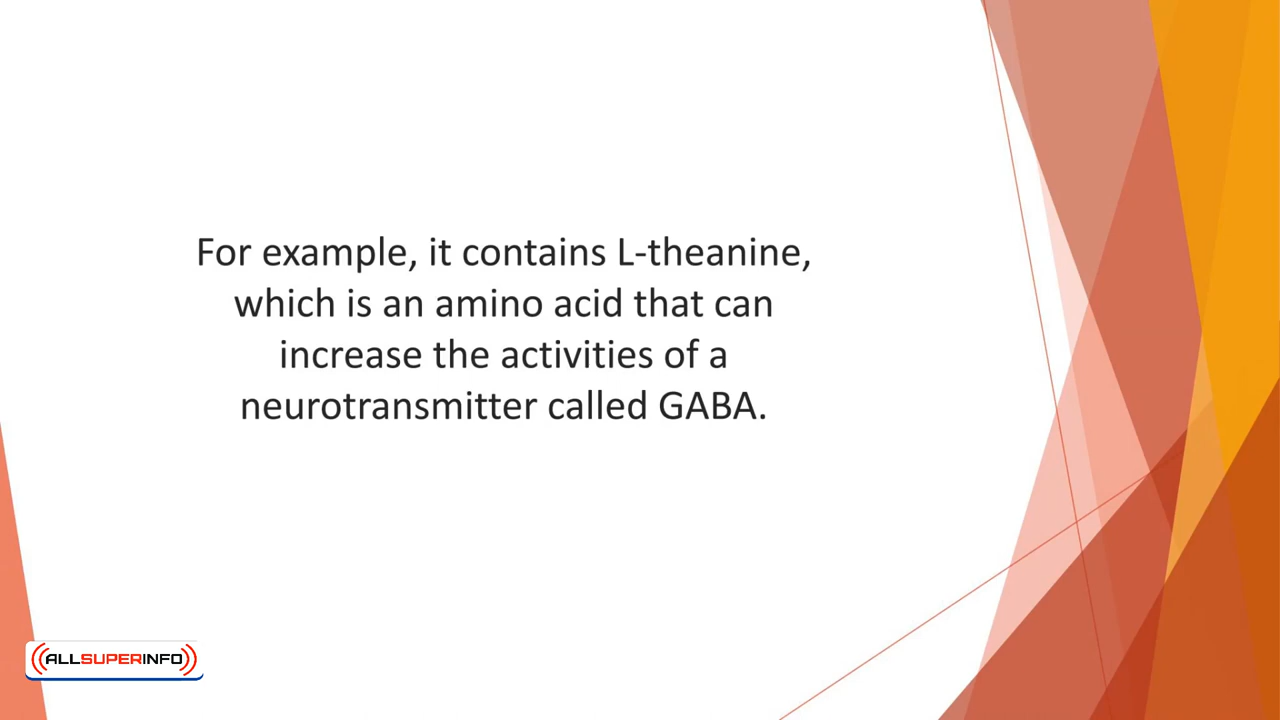 For example, it contains L-theanine,
which is an amino acid that can
increase the activities of a
neurotransmitter called GABA.
ALLSUPERINFO